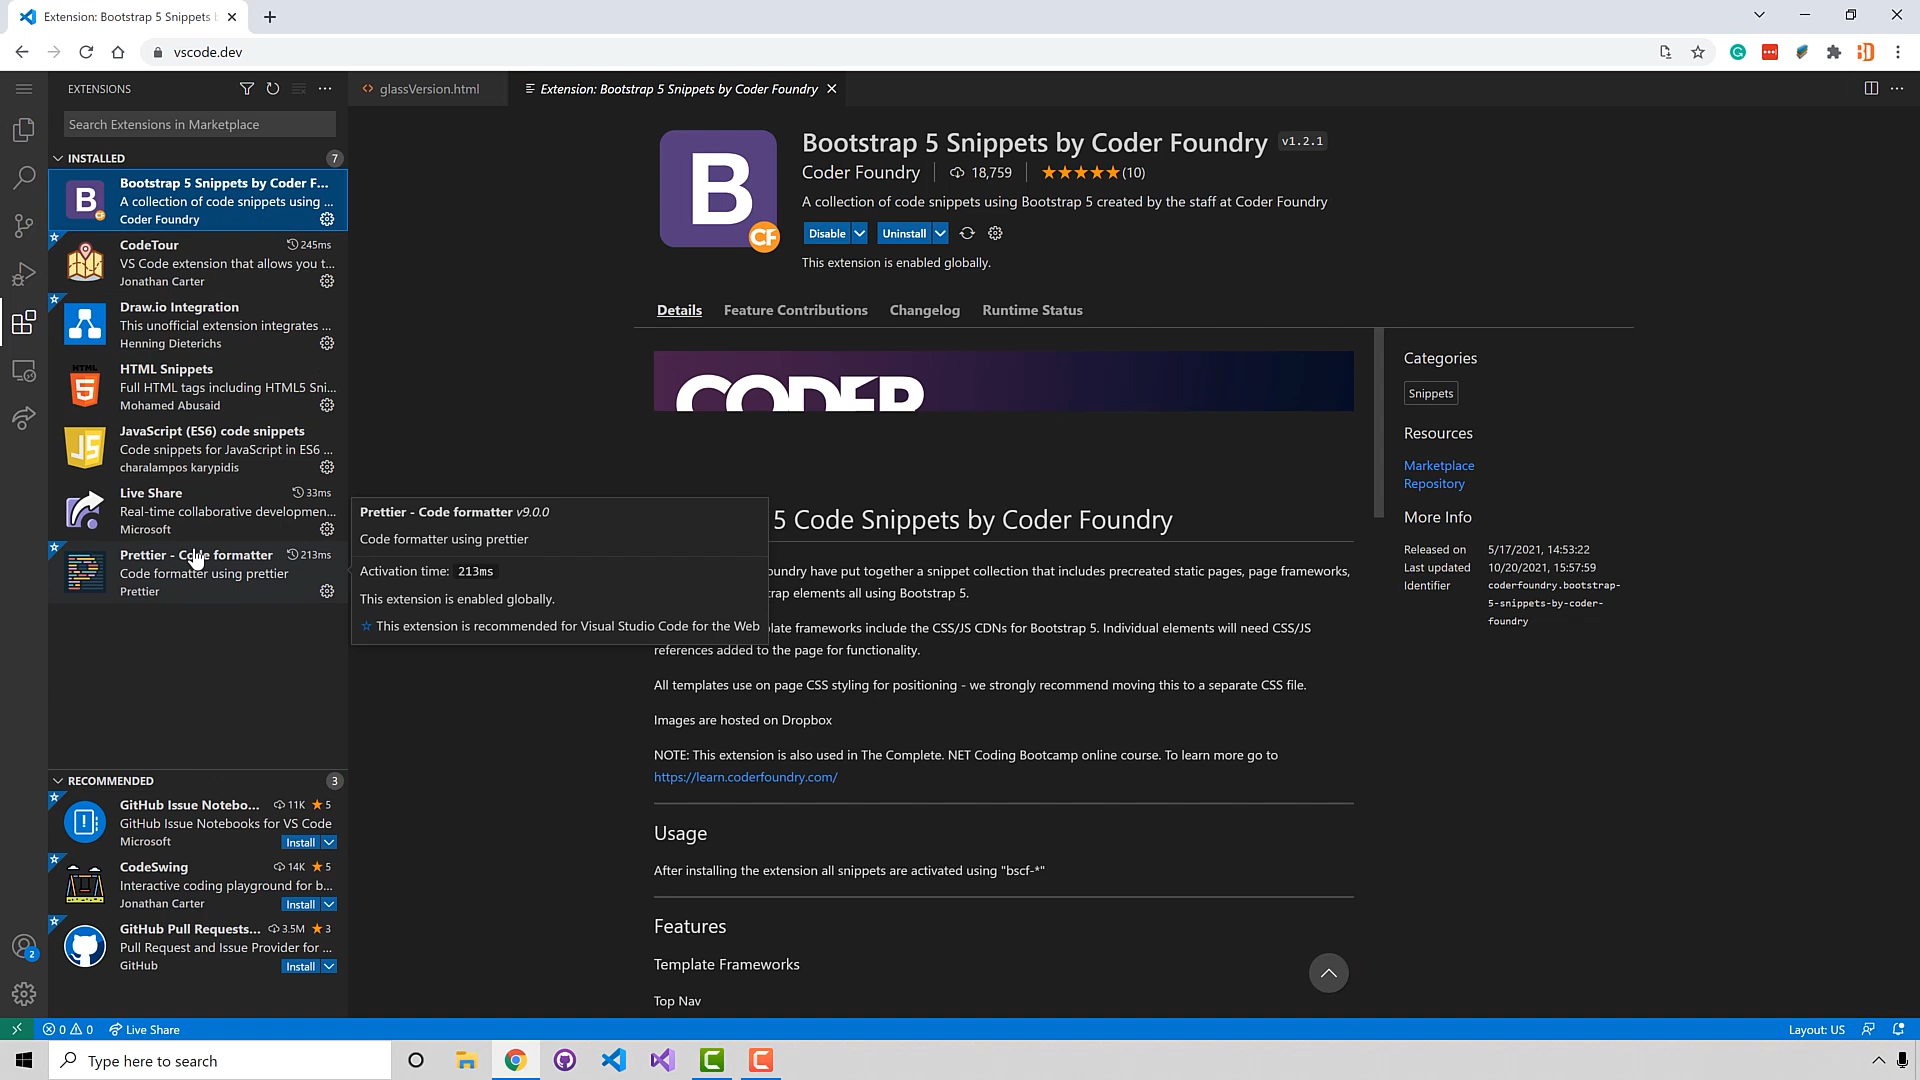 Extension: Bootstrap 5 Snippets b
vscode.dev
EXTENSIONS
Search Extensions in Marketplace
INSTALLED
7
Bootstrap 5 Snippets by Coder F...
A collection of code snippets using ...
Coder Foundry
CodeTour
245ms
VS Code extension that allows you t...
Jonathan Carter
Draw.io Integration
This unofficial extension integrates ...
Henning Dieterichs
HTML Snippets
Full HTML tags including HTML5 Sni...
Mohamed Abusaid
JavaScript (ES6) code snippets
Code snippets for JavaScript in ES6 ...
charalampos karypidis
Live Share
33ms
Real-time collaborative developmen...
Microsoft
Prettier - Code formatter
213ms
Code formatter using prettier
Prettier
RECOMMENDED
3
GitHub Issue Notebo...
11K
5
GitHub Issue Notebooks for VS Code
Microsoft
Install
CodeSwing
14K
5
Interactive coding playground for b...
Jonathan Carter
Install
GitHub Pull Requests...
3.5M
3
Pull Request and Issue Provider for ...
GitHub
Install
glassVersion.html
Extension: Bootstrap 5 Snippets by Coder Foundry
B
CF
Bootstrap 5 Snippets by Coder Foundry
v1.2.1
Coder Foundry
18,759
(10)
A collection of code snippets using Bootstrap 5 created by the staff at Coder Foundry
Disable
Uninstall
This extension is enabled globally.
Details
Feature Contributions
Changelog
Runtime Status
CODER
Prettier - Code formatter v9.0.0
Code formatter using prettier
Activation time: 213ms
This extension is enabled globally.
This extension is recommended for Visual Studio Code for the Web
5 Code Snippets by Coder Foundry
oundry have put together a snippet collection that includes precreated static pages, page frameworks,
rap elements all using Bootstrap 5.
late frameworks include the CSS/JS CDNs for Bootstrap 5. Individual elements will need CSS/JS
references added to the page for functionality.
All templates use on page CSS styling for positioning - we strongly recommend moving this to a separate CSS file.
Images are hosted on Dropbox
NOTE: This extension is also used in The Complete. NET Coding Bootcamp online course. To learn more go to
https://learn.coderfoundry.com/
Usage
After installing the extension all snippets are activated using "bscf-*"
Features
Template Frameworks
Top Nav
Categories
Snippets
Resources
Marketplace
Repository
More Info
Released on 5/17/2021, 14:53:22
Last updated 10/20/2021, 15:57:59
Identifier coderfoundry.bootstrap-
5-snippets-by-coder-
foundry
2
0
0
Live Share
Layout: US
Type here to search